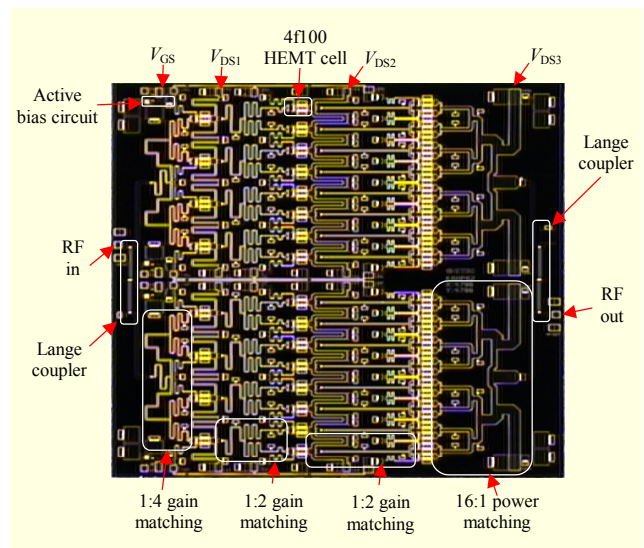 4f100
HEMT cell
V_GS
V_DS1
V_DS2
V_DS3
Active
bias circuit
Lange
coupler
RF
in
RF
out
Lange
coupler
1:4 gain
matching
1:2 gain
matching
1:2 gain
matching
16:1 power
matching